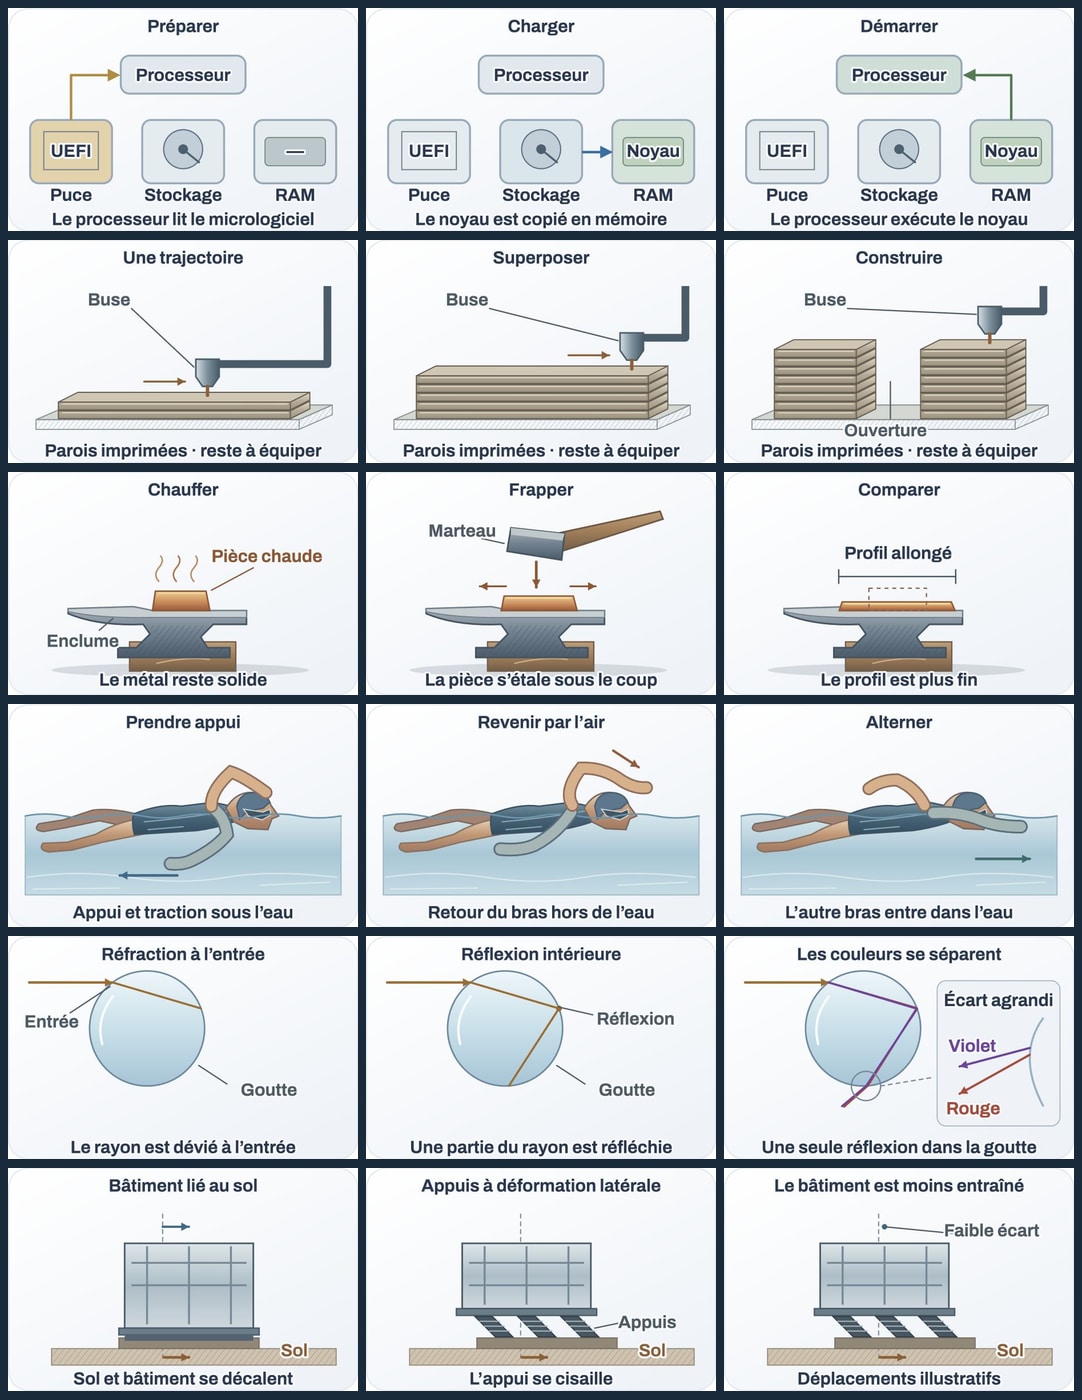 Préparer
Processeur
UEFI
—
Puce
Stockage
RAM
Le processeur lit le micrologiciel
Charger
Processeur
UEFI
Noyau
Puce
Stockage
RAM
Le noyau est copié en mémoire
Démarrer
Processeur
UEFI
Noyau
Puce
Stockage
RAM
Le processeur exécute le noyau
Une trajectoire
Buse
Parois imprimées · reste à équiper
Superposer
Buse
Parois imprimées · reste à équiper
Construire
Buse
Ouverture
Parois imprimées · reste à équiper
Chauffer
Pièce chaude
Enclume
Le métal reste solide
Frapper
Marteau
La pièce s’étale sous le coup
Comparer
Profil allongé
Le profil est plus fin
Prendre appui
Appui et traction sous l’eau
Revenir par l’air
Retour du bras hors de l’eau
Alterner
L’autre bras entre dans l’eau
Réfraction à l’entrée
Entrée
Goutte
Le rayon est dévié à l’entrée
Réflexion intérieure
Réflexion
Goutte
Une partie du rayon est réfléchie
Les couleurs se séparent
Écart agrandi
Violet
Rouge
Une seule réflexion dans la goutte
Bâtiment lié au sol
Sol
Sol et bâtiment se décalent
Appuis à déformation latérale
Appuis
Sol
L’appui se cisaille
Le bâtiment est moins entraîné
Faible écart
Sol
Déplacements illustratifs